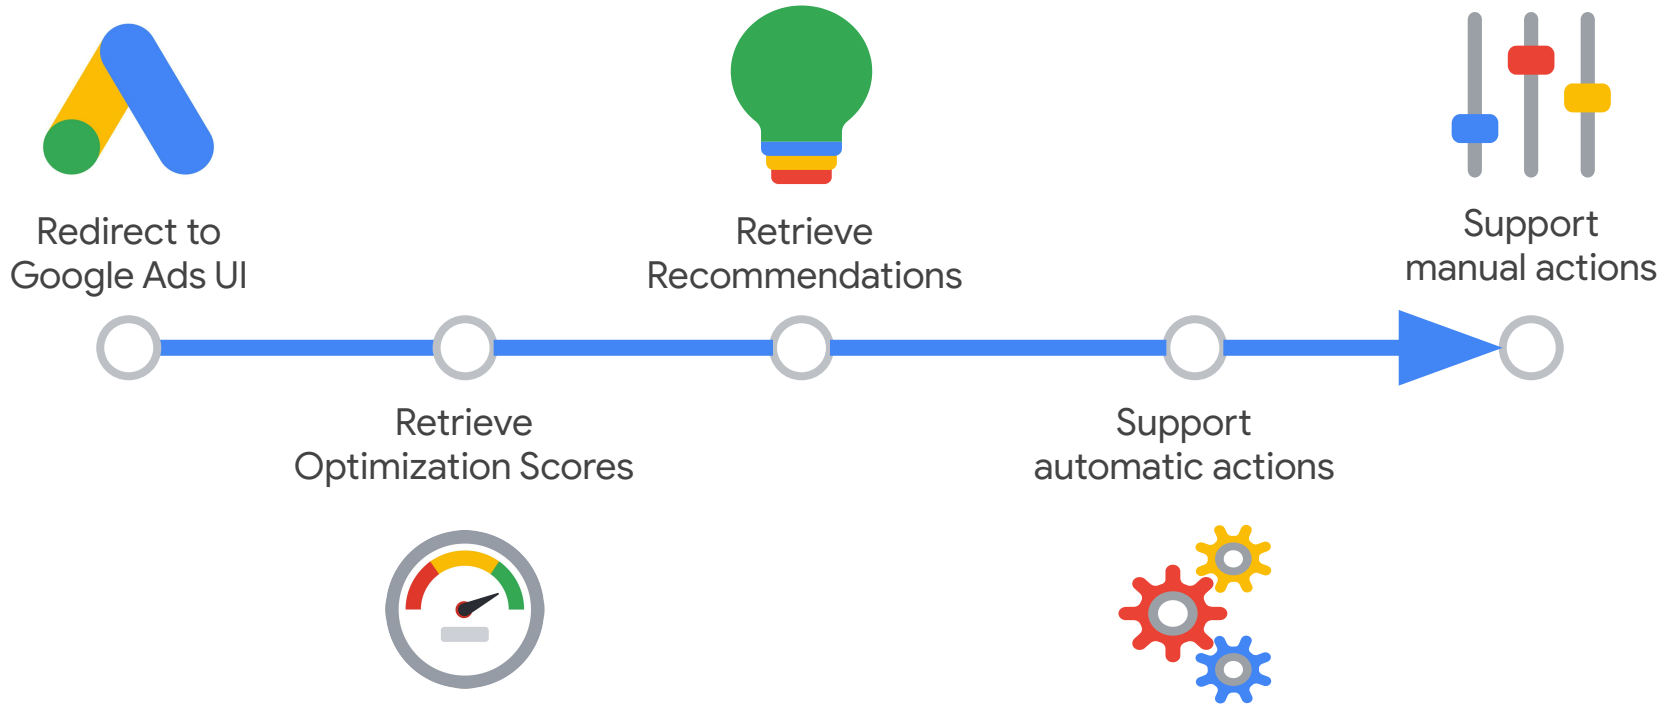 Redirect to
Google Ads UI
Retrieve
Optimization Scores
Retrieve
Recommendations
Support
automatic actions
Support
manual actions